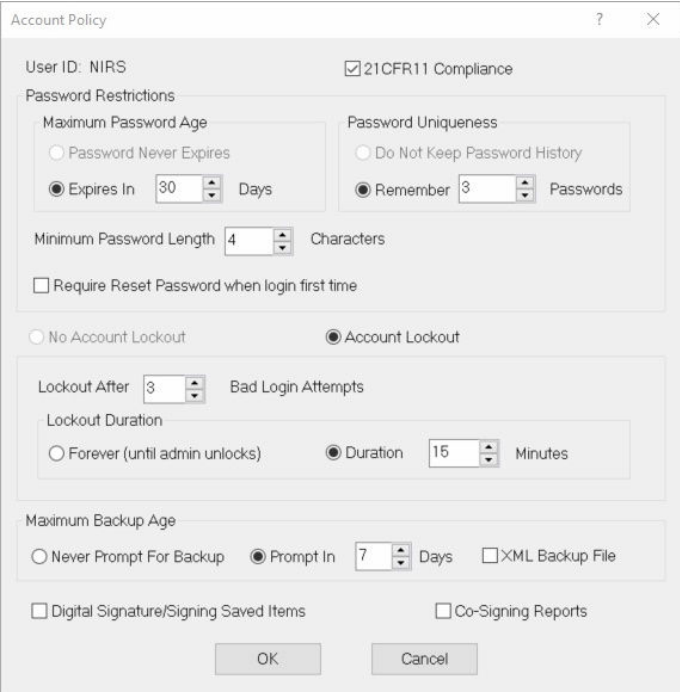 Account Policy ? ×
User ID: NIRS 21CFR11 Compliance
Password Restrictions
Maximum Password Age Password Uniqueness
Password Never Expires Do Not Keep Password History
Expires In 30 Days Remember 3 Passwords
Minimum Password Length 4 Characters
Require Reset Password when login first time
No Account Lockout Account Lockout
Lockout After 3 Bad Login Attempts
Lockout Duration
Forever (until admin unlocks) Duration 15 Minutes
Maximum Backup Age
Never Prompt For Backup Prompt In 7 Days XML Backup File
Digital Signature/Signing Saved Items Co-Signing Reports
OK Cancel